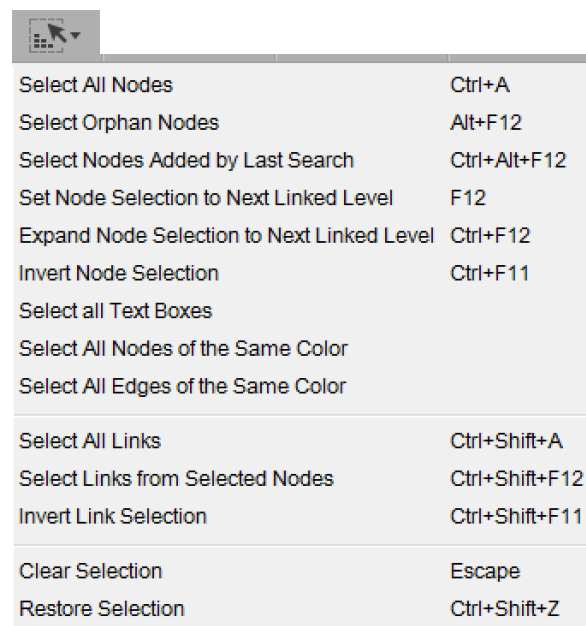 Select All Nodes Ctrl+A
Select Orphan Nodes Alt+F12
Select Nodes Added by Last Search Ctrl+Alt+F12
Set Node Selection to Next Linked Level F12
Expand Node Selection to Next Linked Level Ctrl+F12
Invert Node Selection Ctrl+F11
Select all Text Boxes
Select All Nodes of the Same Color
Select All Edges of the Same Color
Select All Links Ctrl+Shift+A
Select Links from Selected Nodes Ctrl+Shift+F12
Invert Link Selection Ctrl+Shift+F11
Clear Selection Escape
Restore Selection Ctrl+Shift+Z